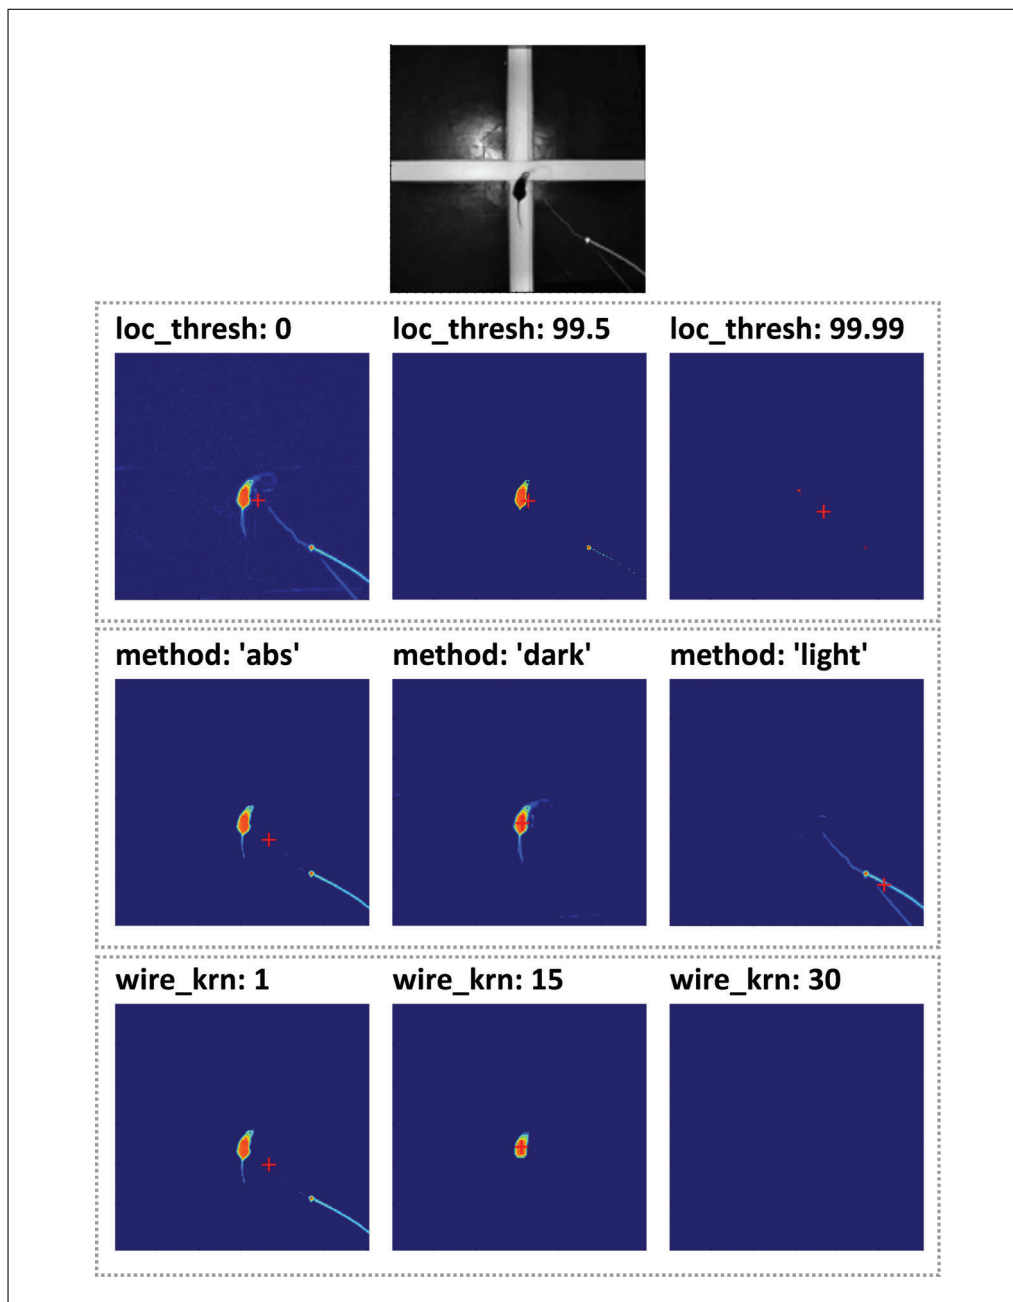 loc_thresh: 0 loc_thresh: 99.5 loc_thresh: 99.99
method: 'abs' method: 'dark' method: 'light'
wire_krn: 1 wire_krn: 15 wire_krn: 30